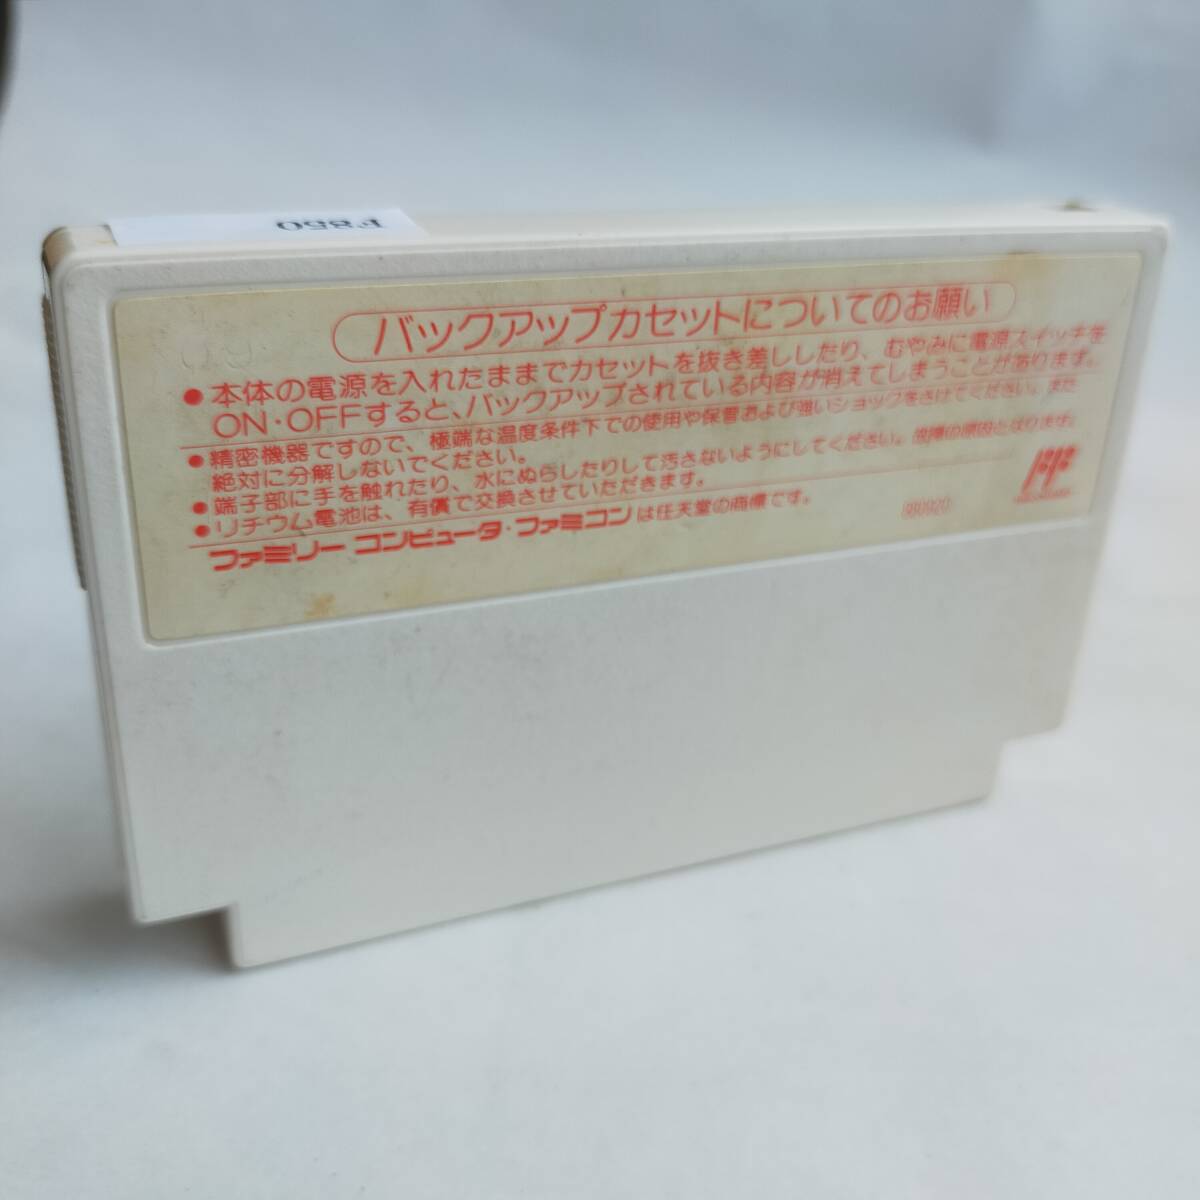 F850
バックアップカセットについてのお願い
●本体の電源を入れたままでカセットを抜き差ししたり、むやみに電源スイッチを
ON・OFFすると、バックアップされている内容が消えてしまうことがあります。
●精密機器ですので、極端な温度条件下での使用や保管および強いショックをさけてください。また
絶対に分解しないでください。
●端子部に手を触れたり、水にぬらしたりして汚さないようにしてください。故障の原因となります。
●リチウム電池は、有償で交換させていただきます。
ファミリー コンピュータ・ファミコンは任天堂の商標です。
FF